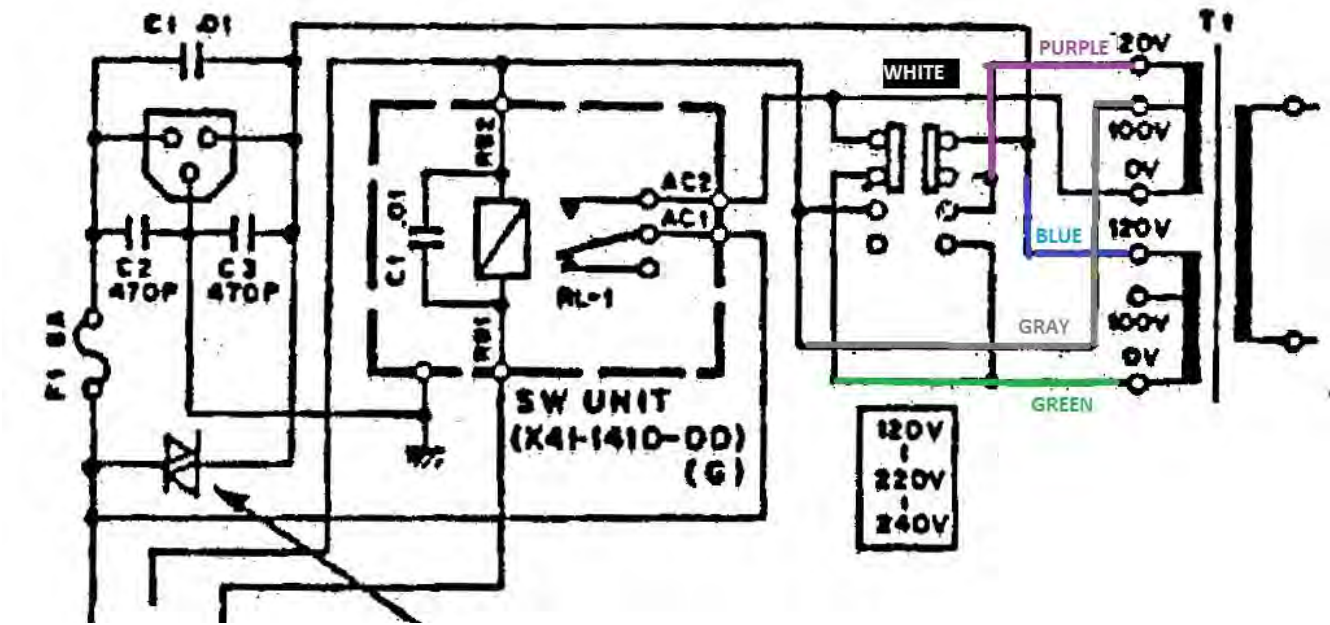 C1 .01
T1
PURPLE
120V
WHITE
100V
0V
RB2
AC2
AC1
C1 .01
BLUE
120V
C2
470P
C3
470P
RL-1
GRAY
100V
0V
RB1
F1 8A
GREEN
SW UNIT
(X41-1410-00)
(G)
120V
220V
240V